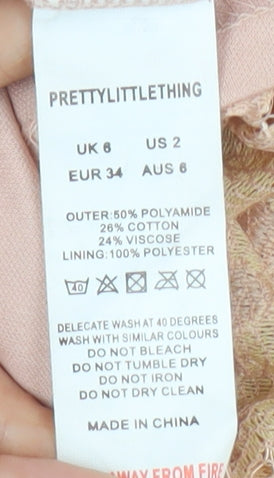 PRETTYLITTLETHING
UK 6 US 2
EUR 34 AUS 6
OUTER:50% POLYAMIDE
26% COTTON
24% VISCOSE
LINING:100% POLYESTER
40
DELECATE WASH AT 40 DEGREES
WASH WITH SIMILAR COLOURS
DO NOT BLEACH
DO NOT TUMBLE DRY
DO NOT IRON
DO NOT DRY CLEAN
MADE IN CHINA
AWAY FROM FIRE